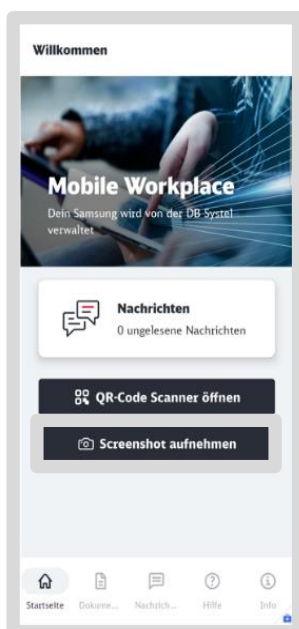 Willkommen
Mobile Workplace
Dein Samsung wird von der DB Systel
verwaltet
Nachrichten
0 ungelesene Nachrichten
QR-Code Scanner öffnen
Screenshot aufnehmen
Startseite Dokume... Nachrich... Hilfe Info